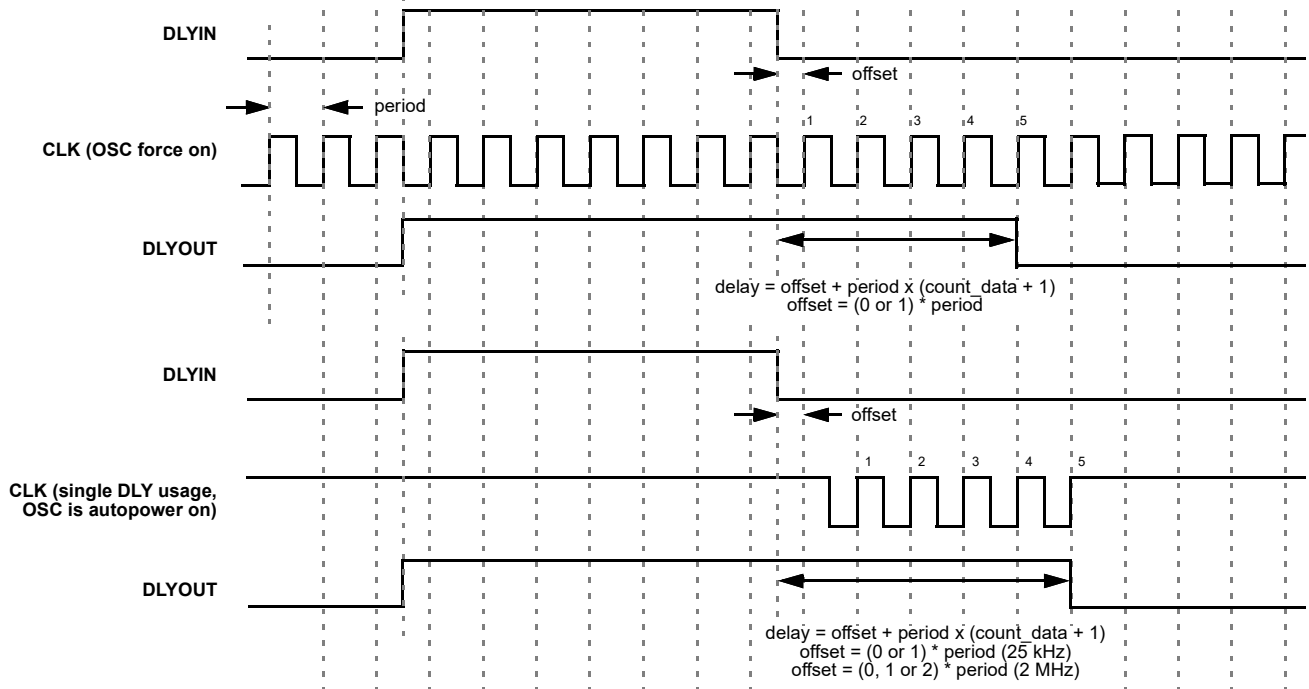 DLYIN
offset
period
1 2 3 4 5
CLK (OSC force on)
DLYOUT
delay = offset + period x (count_data + 1)
offset = (0 or 1) * period
DLYIN
offset
1 2 3 4 5
CLK (single DLY usage,
OSC is autopower on)
DLYOUT
delay = offset + period x (count_data + 1)
offset = (0 or 1) * period (25 kHz)
offset = (0, 1 or 2) * period (2 MHz)